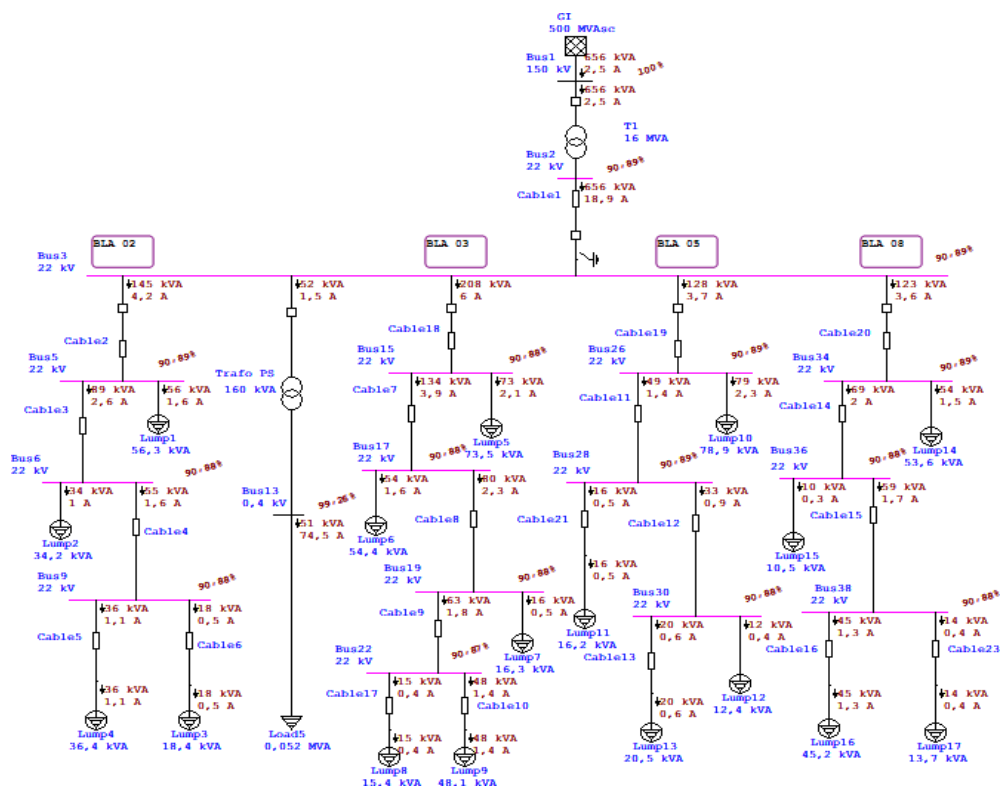 GI
500 MVAsc
Bus1
150 kV
656 kVA
2,5 A
100%
656 kVA
2,5 A
T1
16 MVA
Bus2
22 kV
90.89%
Cable1
656 kVA
18,9 A
BLA 02
BLA 03
BLA 05
BLA 08
Bus3
22 kV
90.89%
145 kVA
4,2 A
52 kVA
1,5 A
208 kVA
6 A
128 kVA
3,7 A
123 kVA
3,6 A
Cable2
Cable18
Cable19
Cable20
Bus5
22 kV
90.89%
Trafo PS
160 kVA
Bus15
22 kV
90.88%
Bus26
22 kV
90.89%
Bus34
22 kV
90.89%
89 kVA
2,6 A
56 kVA
1,6 A
Cable3
Lump1
56,3 kVA
Cable7
134 kVA
3,9 A
73 kVA
2,1 A
Lump5
73,5 kVA
Cable11
49 kVA
1,4 A
79 kVA
2,3 A
Lump10
78,9 kVA
Cable14
69 kVA
2 A
54 kVA
1,5 A
Lump14
53,6 kVA
Bus6
22 kV
90.88%
34 kVA
1 A
55 kVA
1,6 A
Cable4
Lump2
34,2 kVA
Bus13
0,4 kV
99.26%
51 kVA
74,5 A
Bus17
22 kV
90.88%
54 kVA
1,6 A
80 kVA
2,3 A
Cable8
Lump6
54,4 kVA
Bus28
22 kV
90.89%
16 kVA
0,5 A
33 kVA
0,9 A
Cable21
Cable12
16 kVA
0,5 A
Lump11
16,2 kVA
Bus36
22 kV
90.88%
10 kVA
0,3 A
59 kVA
1,7 A
Cable15
Lump15
10,5 kVA
Bus9
22 kV
90.88%
36 kVA
1,1 A
18 kVA
0,5 A
Cable5
Cable6
36 kVA
1,1 A
18 kVA
0,5 A
Lump4
36,4 kVA
Lump3
18,4 kVA
Load5
0,052 MVA
Bus19
22 kV
90.88%
Cable9
63 kVA
1,8 A
16 kVA
0,5 A
Lump7
16,3 kVA
Bus22
22 kV
90.87%
Cable17
15 kVA
0,4 A
48 kVA
1,4 A
Cable10
15 kVA
0,4 A
48 kVA
1,4 A
Lump8
15,4 kVA
Lump9
48,1 kVA
Bus30
22 kV
90.88%
20 kVA
0,6 A
12 kVA
0,4 A
Cable13
Lump12
12,4 kVA
20 kVA
0,6 A
Lump13
20,5 kVA
Bus38
22 kV
90.88%
45 kVA
1,3 A
14 kVA
0,4 A
Cable16
Cable23
45 kVA
1,3 A
14 kVA
0,4 A
Lump16
45,2 kVA
Lump17
13,7 kVA